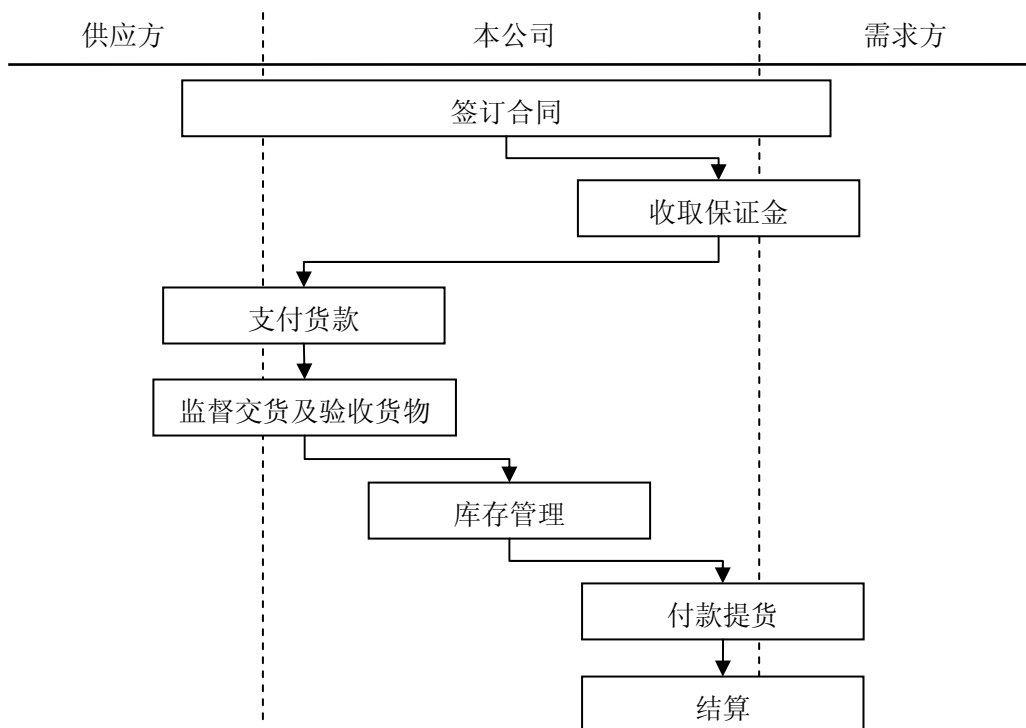 供应方 本公司 需求方
签订合同
收取保证金
支付货款
监督交货及验收货物
库存管理
付款提货
结算